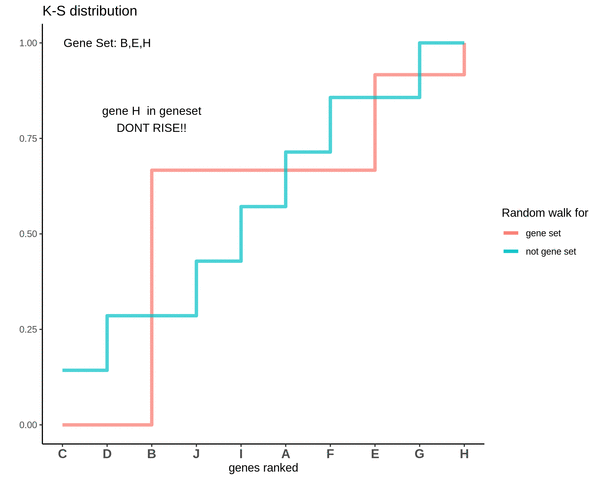 K-S distribution
Gene Set: B,E,H
gene H  in geneset
DONT RISE!!
1.00
0.75
0.50
0.25
0.00
C D B J I A F E G H
genes ranked
Random walk for
gene set
not gene set